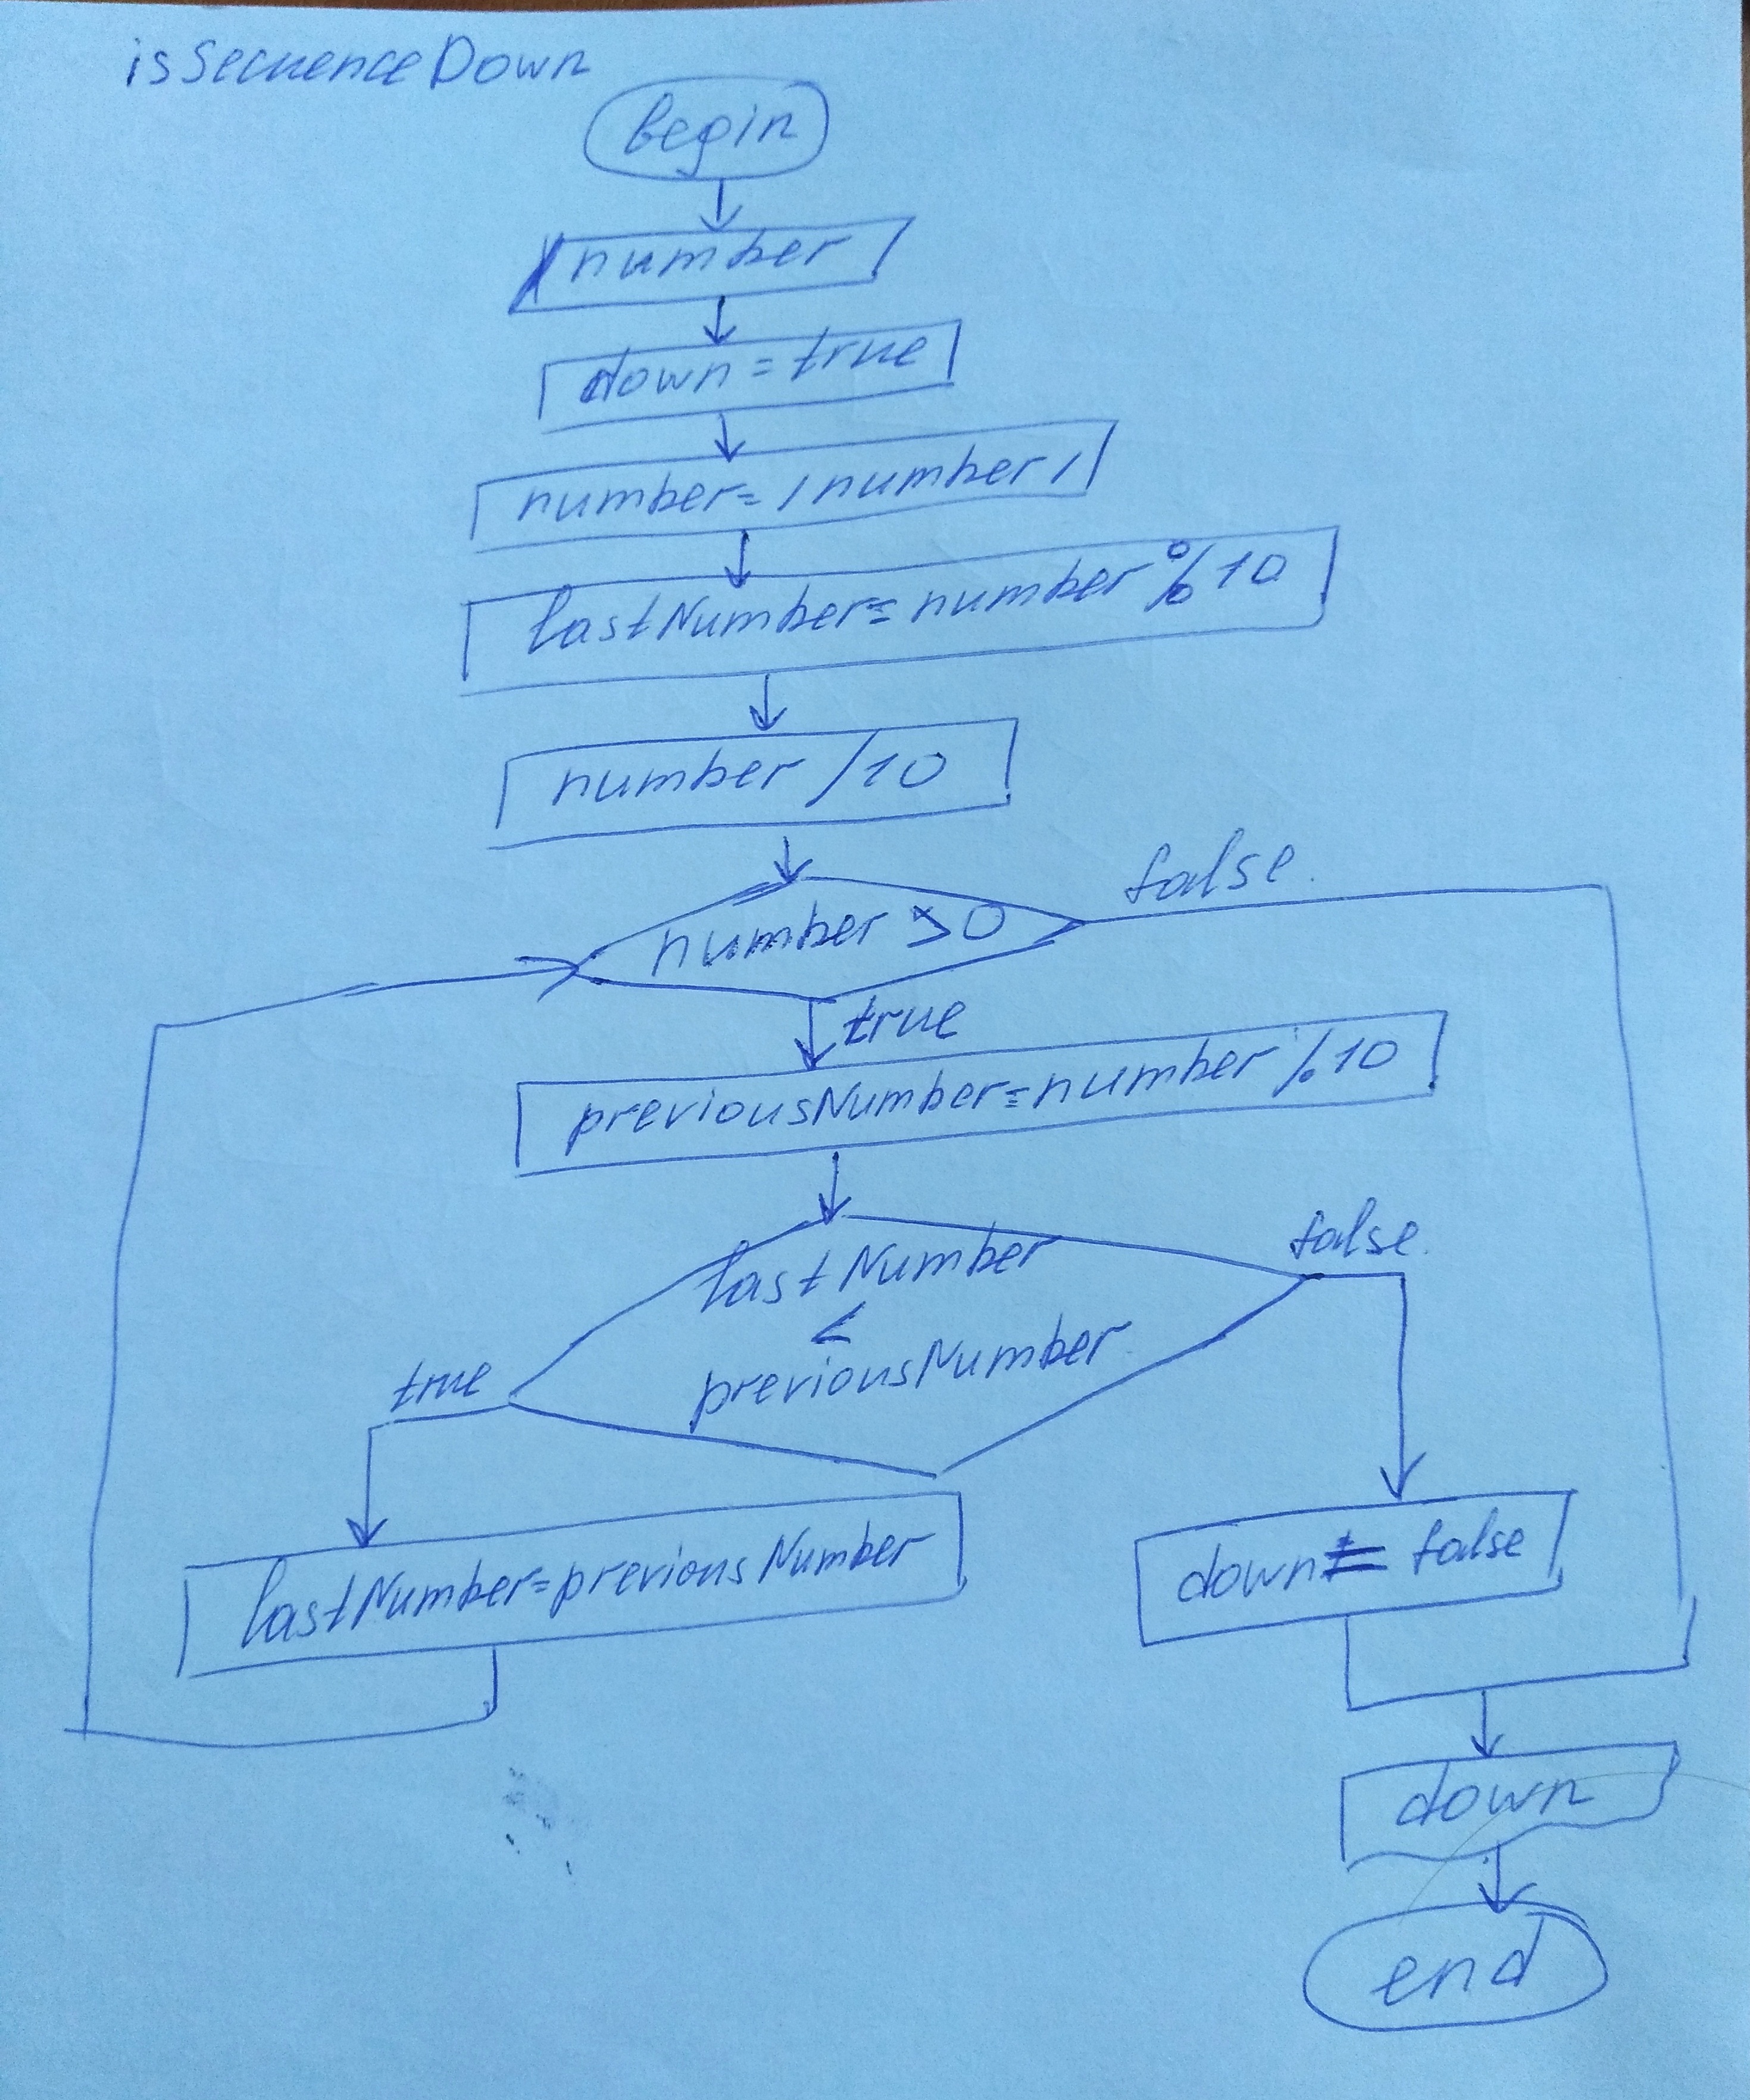 isSecuenceDown
begin
number
down = true
number= |number|
lastNumber= number % 10
number /10
number > 0
false.
true
previousNumber=number % 10
lastNumber
<
previousNumber
false.
true
lastNumber=previousNumber
down = false
down
end